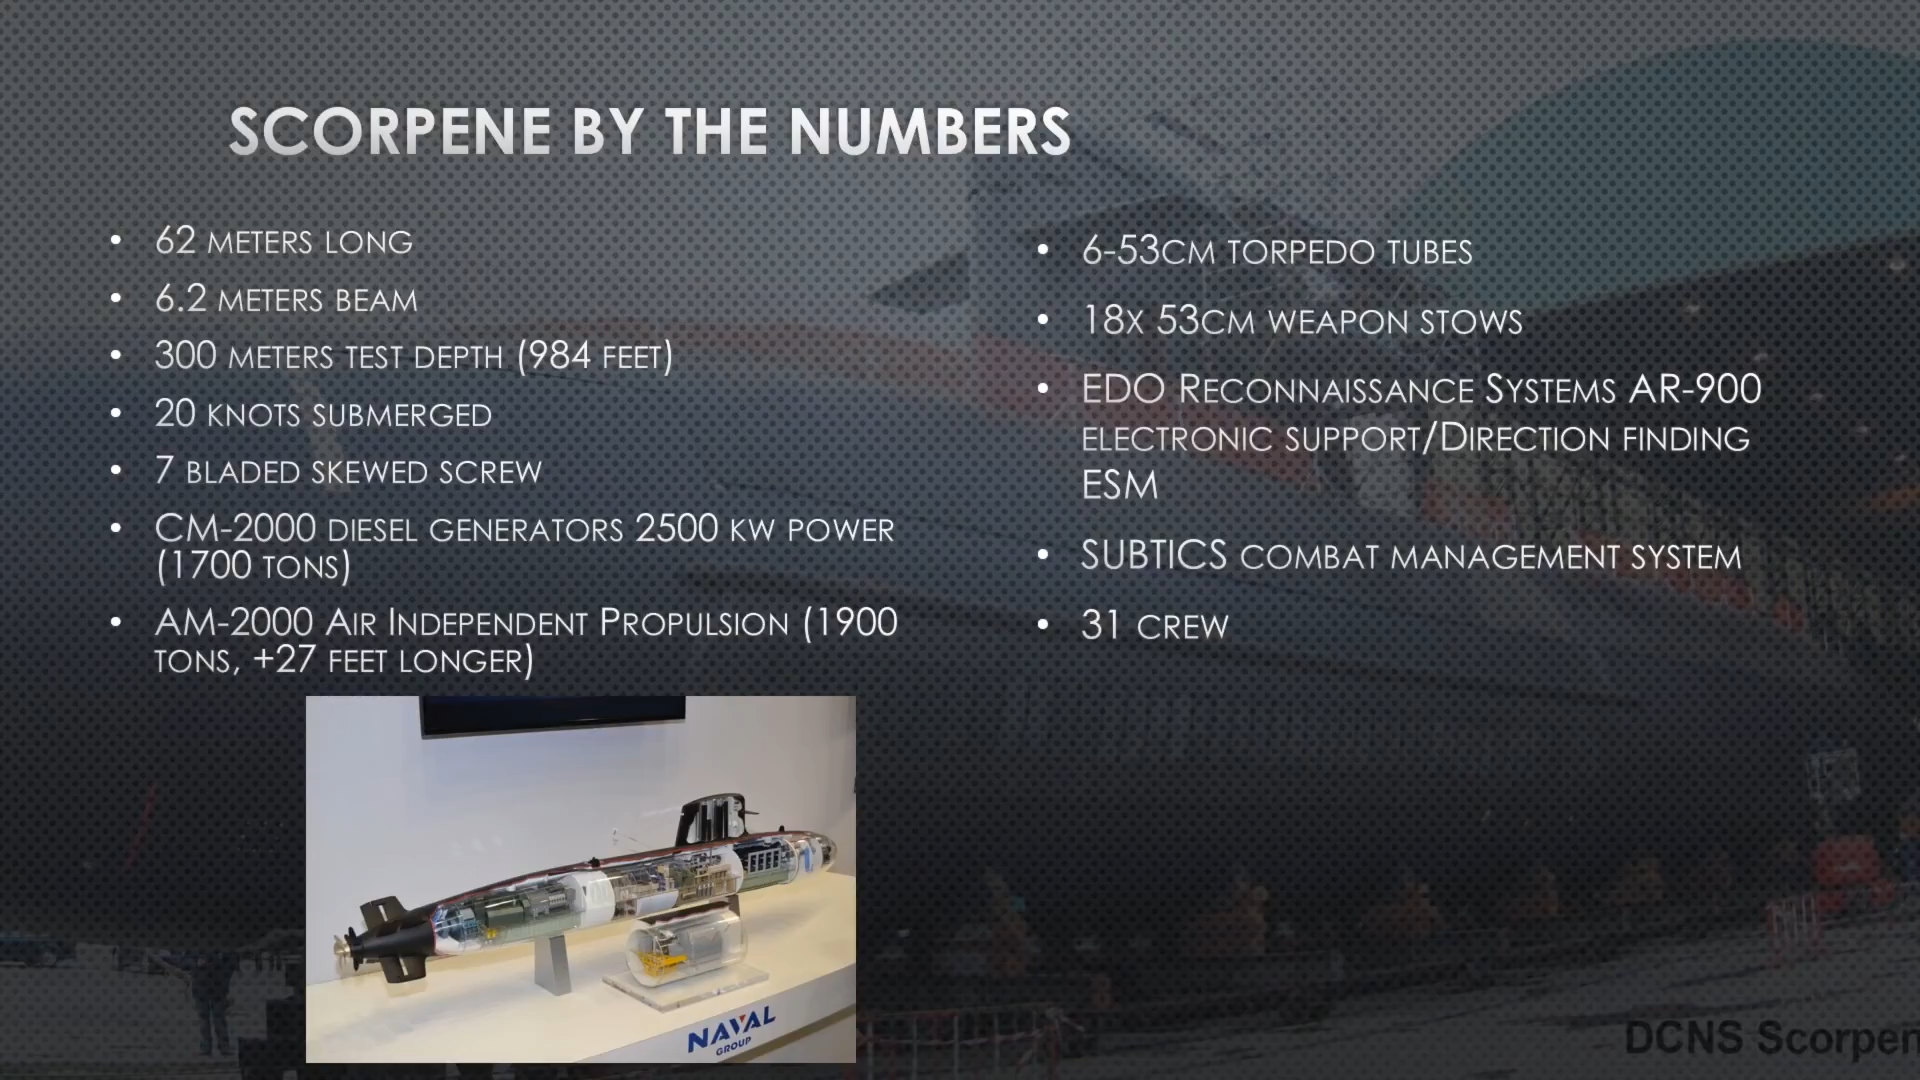 SCORPENE BY THE NUMBERS
• 62 METERS LONG
• 6.2 METERS BEAM
• 300 METERS TEST DEPTH (984 FEET)
• 20 KNOTS SUBMERGED
• 7 BLADED SKEWED SCREW
• CM-2000 DIESEL GENERATORS 2500 KW POWER
(1700 TONS)
• AM-2000 AIR INDEPENDENT PROPULSION (1900
TONS, +27 FEET LONGER)
• 6-53CM TORPEDO TUBES
• 18X 53CM WEAPON STOWS
• EDO RECONNAISSANCE SYSTEMS AR-900
ELECTRONIC SUPPORT/DIRECTION FINDING
ESM
• SUBTICS COMBAT MANAGEMENT SYSTEM
• 31 CREW
NAVAL
GROUP
DCNS Scorpen